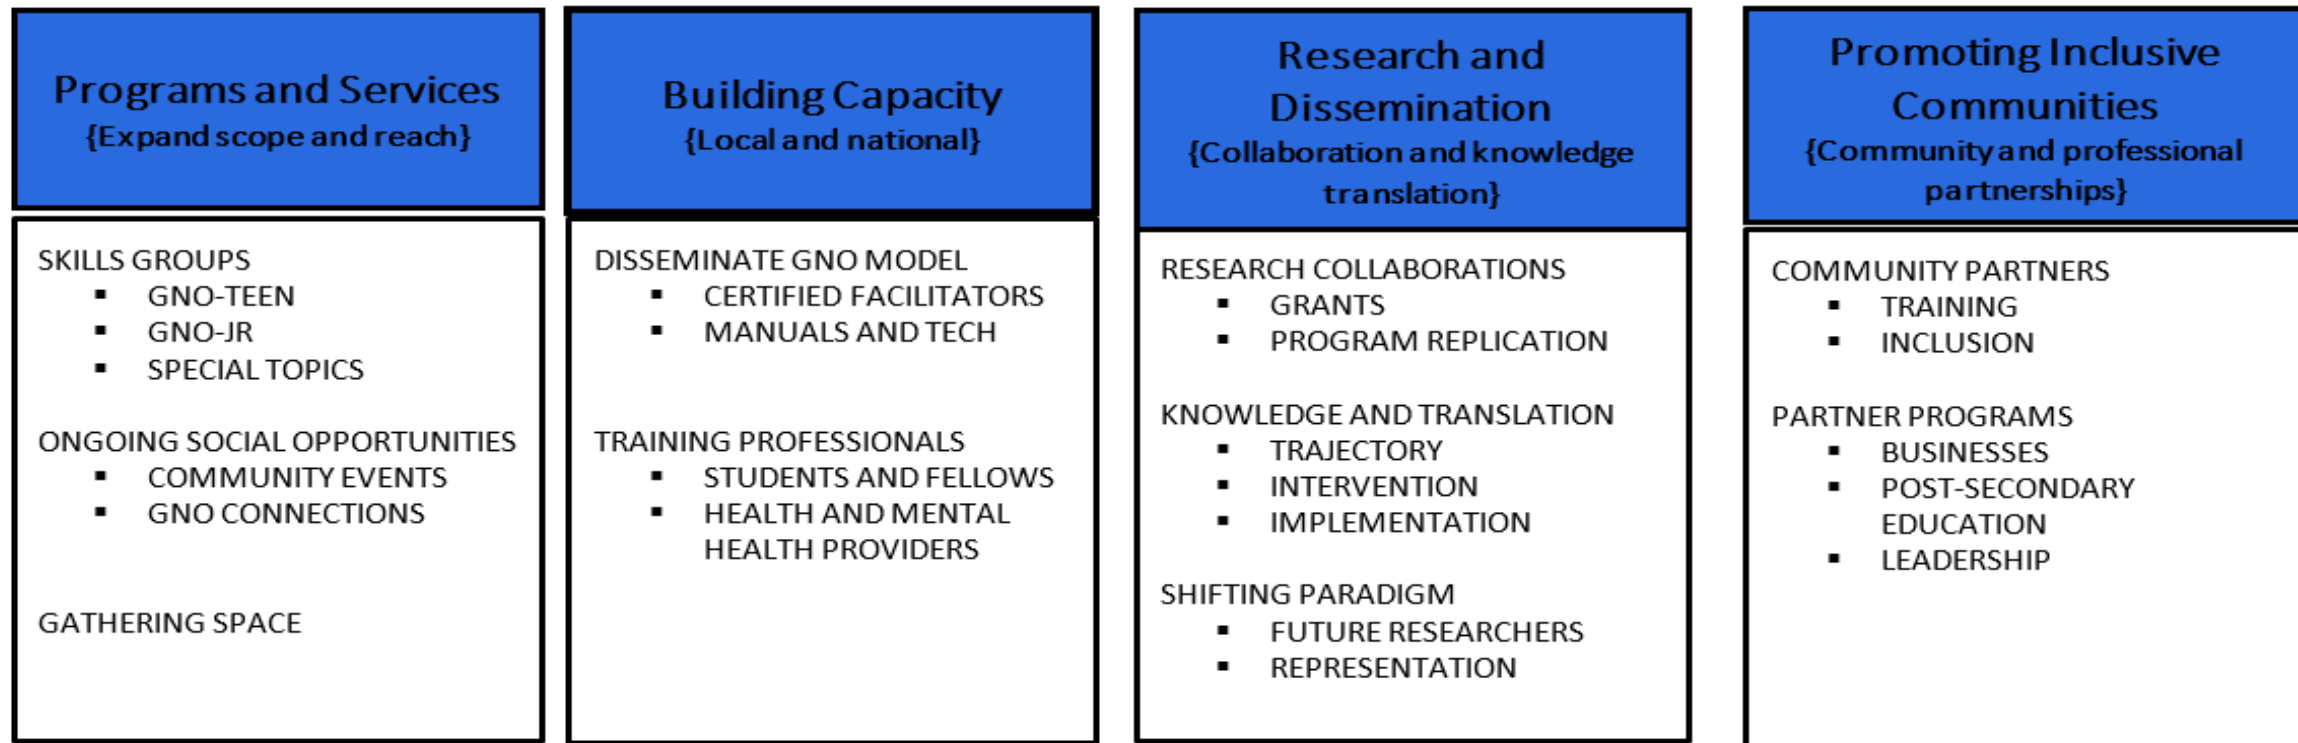 Programs and Services
{Expand scope and reach}
SKILLS GROUPS
▪ GNO-TEEN
▪ GNO-JR
▪ SPECIAL TOPICS
ONGOING SOCIAL OPPORTUNITIES
▪ COMMUNITY EVENTS
▪ GNO CONNECTIONS
GATHERING SPACE
Building Capacity
{Local and national}
DISSEMINATE GNO MODEL
▪ CERTIFIED FACILITATORS
▪ MANUALS AND TECH
TRAINING PROFESSIONALS
▪ STUDENTS AND FELLOWS
▪ HEALTH AND MENTAL
HEALTH PROVIDERS
Research and
Dissemination
{Collaboration and knowledge
translation}
RESEARCH COLLABORATIONS
▪ GRANTS
▪ PROGRAM REPLICATION
KNOWLEDGE AND TRANSLATION
▪ TRAJECTORY
▪ INTERVENTION
▪ IMPLEMENTATION
SHIFTING PARADIGM
▪ FUTURE RESEARCHERS
▪ REPRESENTATION
Promoting Inclusive
Communities
{Community and professional
partnerships}
COMMUNITY PARTNERS
▪ TRAINING
▪ INCLUSION
PARTNER PROGRAMS
▪ BUSINESSES
▪ POST-SECONDARY
EDUCATION
▪ LEADERSHIP